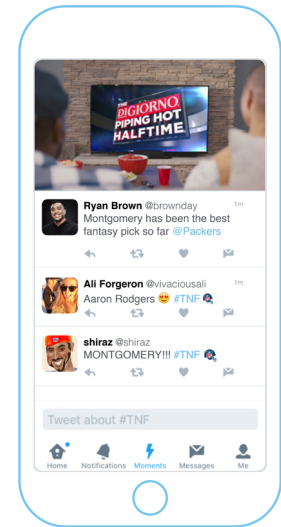 THE
DIGIORNO
PIPING HOT
HALFTIME
Ryan Brown @brownday 1m
Montgomery has been the best
fantasy pick so far @Packers
Ali Forgeron @vivaciousali 1m
Aaron Rodgers 😍 #TNF
shiraz @shiraz
MONTGOMERY!!! #TNF
Tweet about #TNF
Home Notifications Moments Messages Me